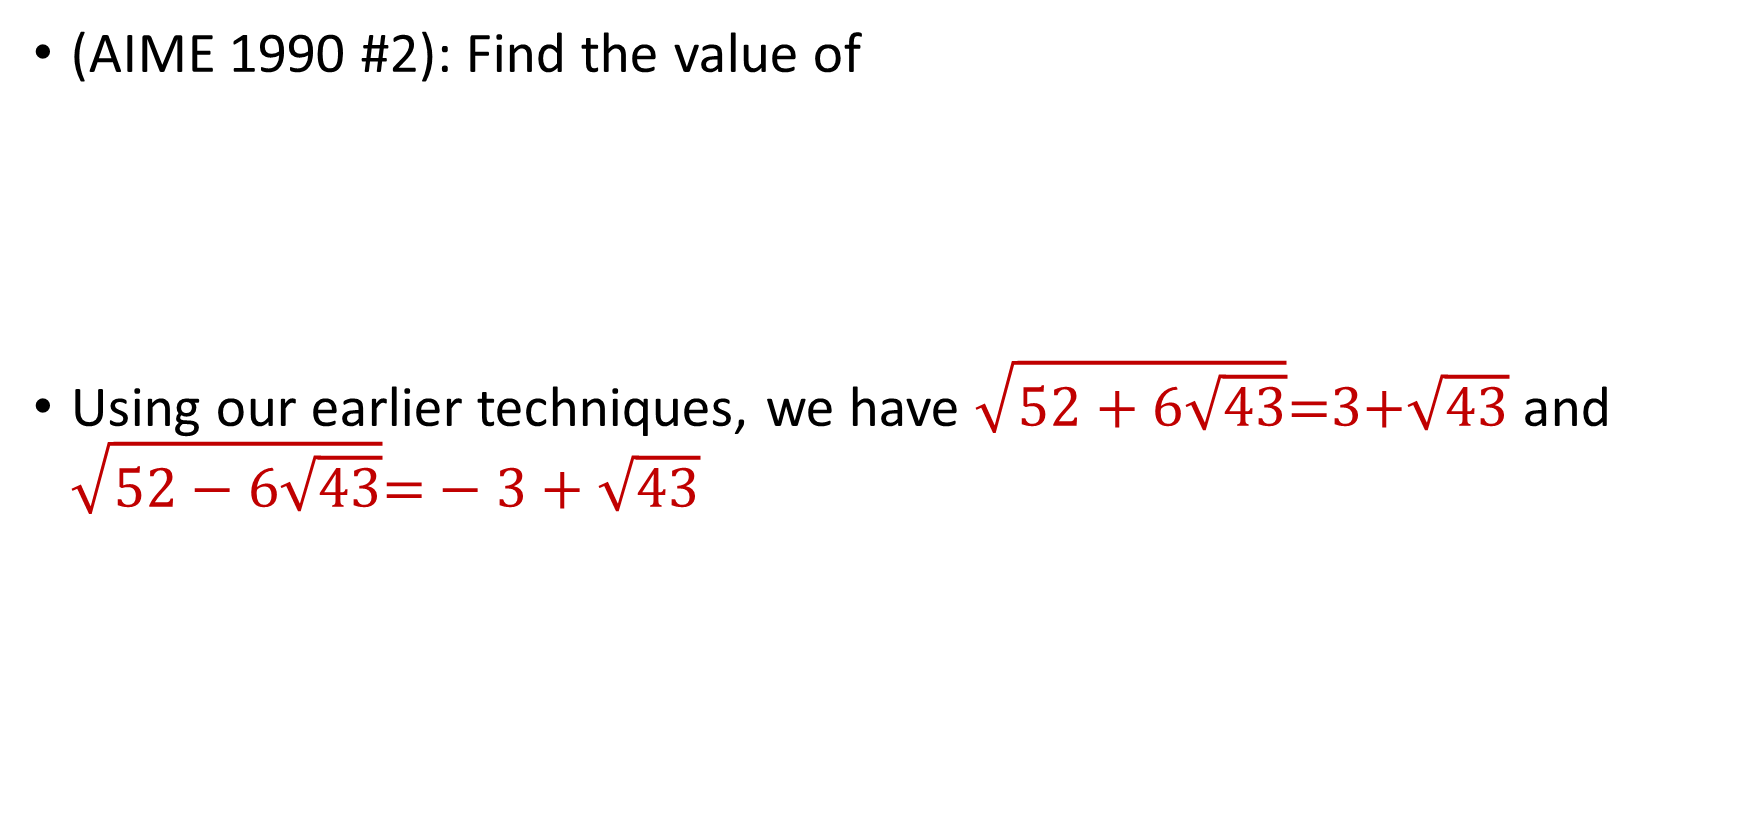 • (AIME 1990 #2): Find the value of
• Using our earlier techniques, we have √(52 + 6√43)=3+√43 and
√(52 − 6√43)= − 3 + √43